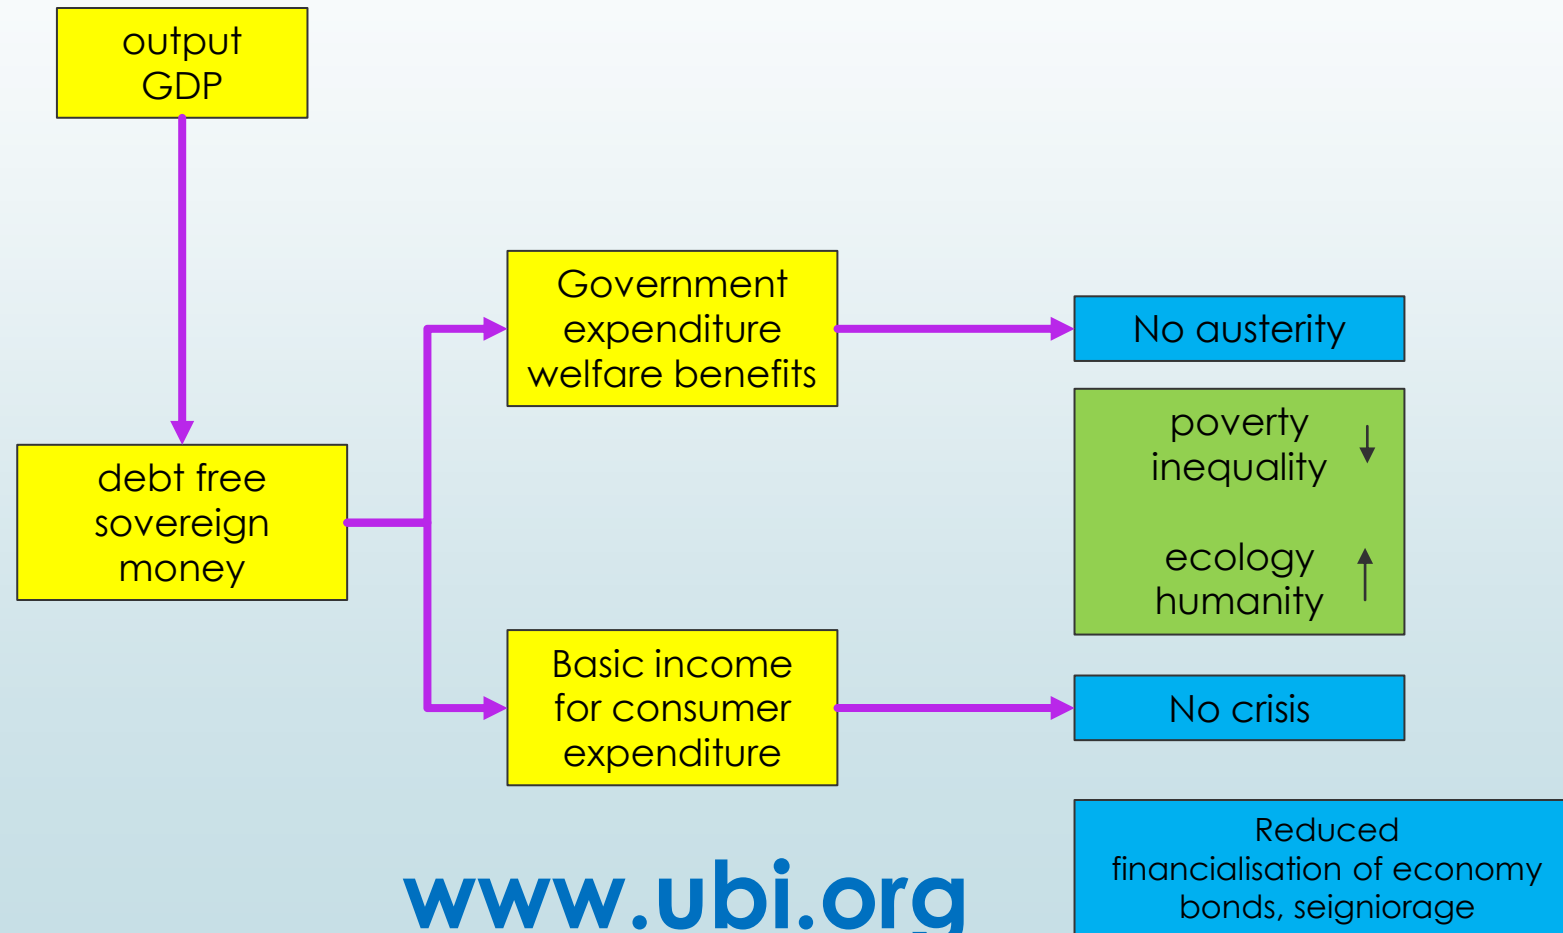 output
GDP
debt free
sovereign
money
Government
expenditure
welfare benefits
Basic income
for consumer
expenditure
No austerity
poverty
inequality
ecology
humanity
No crisis
Reduced
financialisation of economy
bonds, seigniorage
www.ubi.org